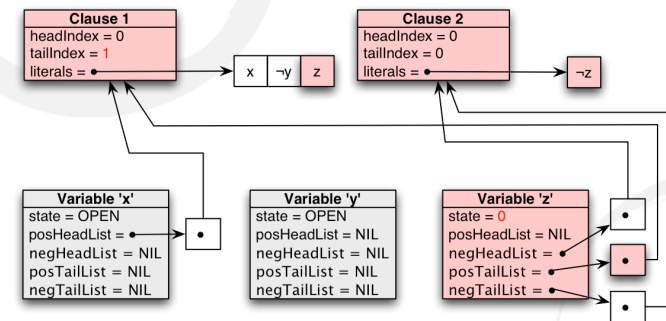 Clause 1
headIndex = 0
tailIndex = 1
literals =
x ¬y z
Clause 2
headIndex = 0
tailIndex = 0
literals =
¬z
Variable 'x'
state = OPEN
posHeadList =
negHeadList = NIL
posTailList = NIL
negTailList = NIL
Variable 'y'
state = OPEN
posHeadList = NIL
negHeadList = NIL
posTailList = NIL
negTailList = NIL
Variable 'z'
state = 0
posHeadList = NIL
negHeadList =
posTailList =
negTailList =